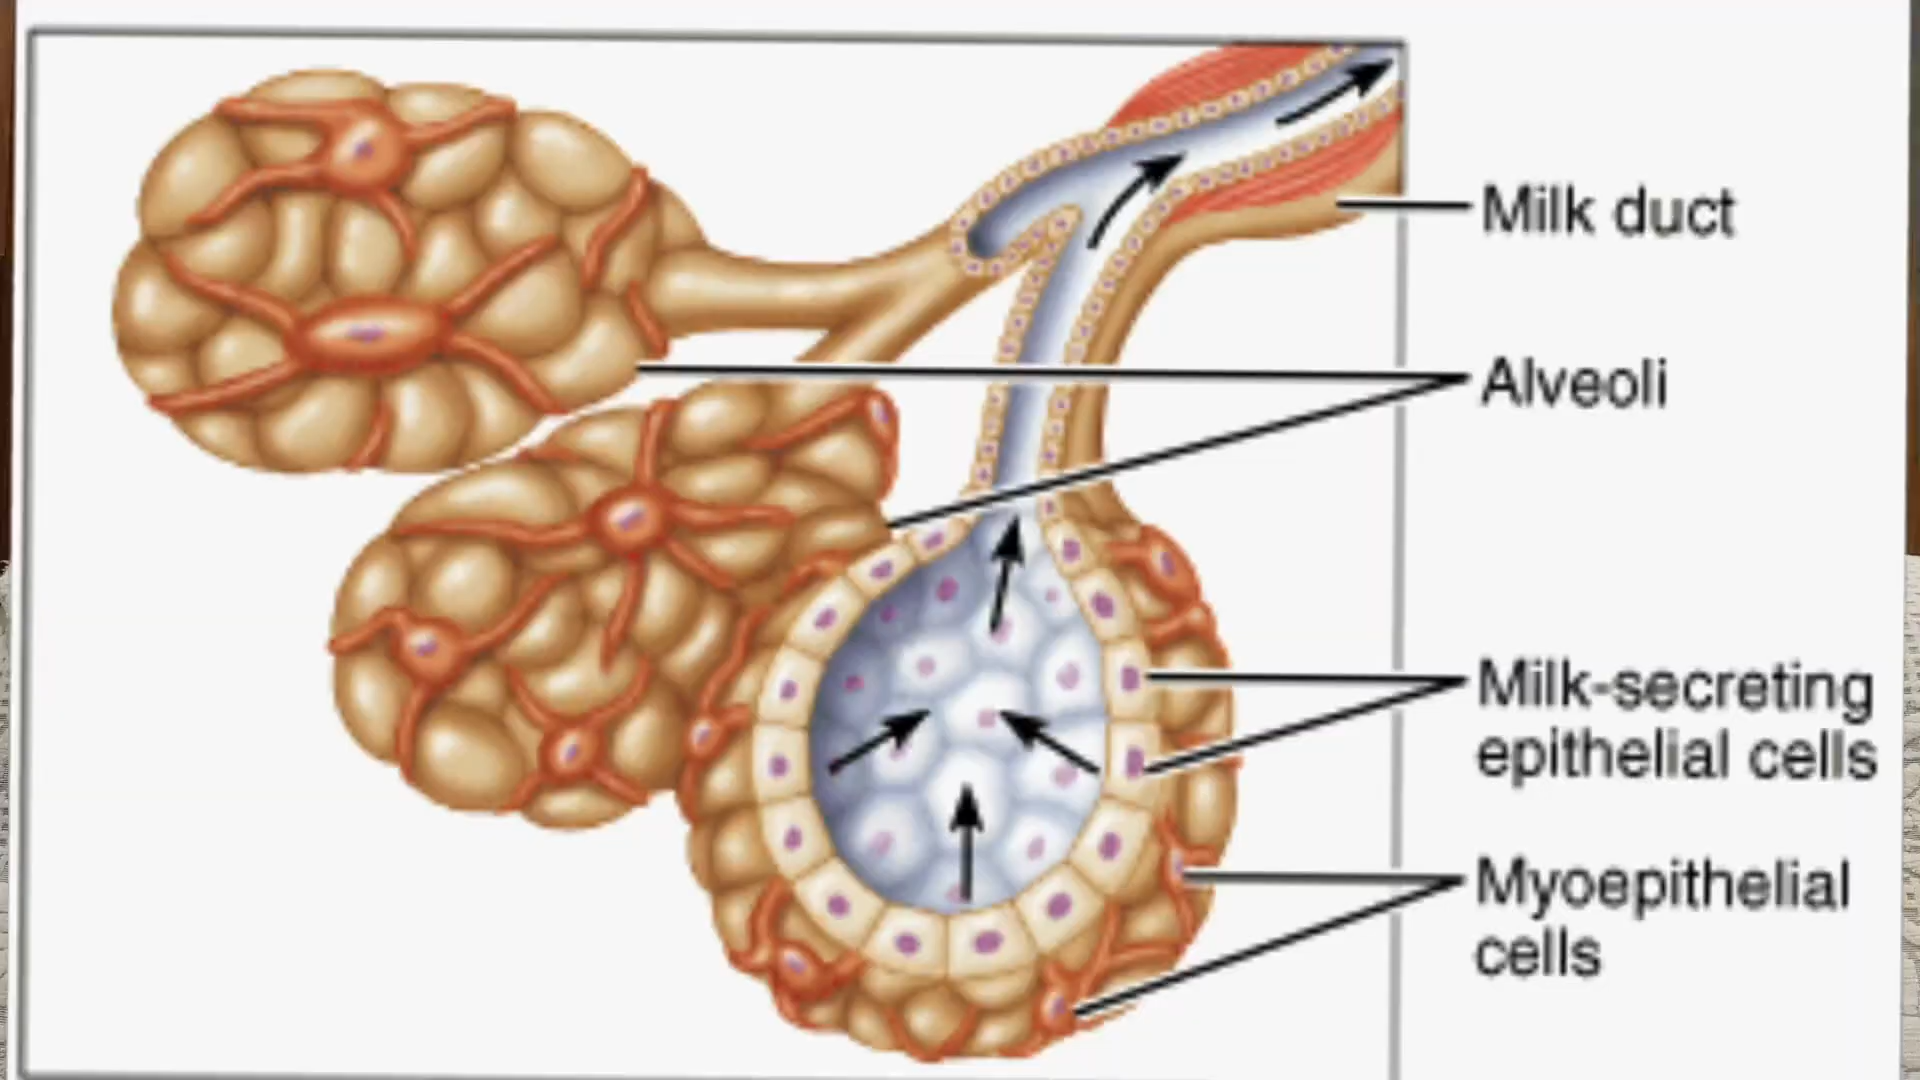 Milk duct
Alveoli
Milk-secreting
epithelial cells
Myoepithelial
cells